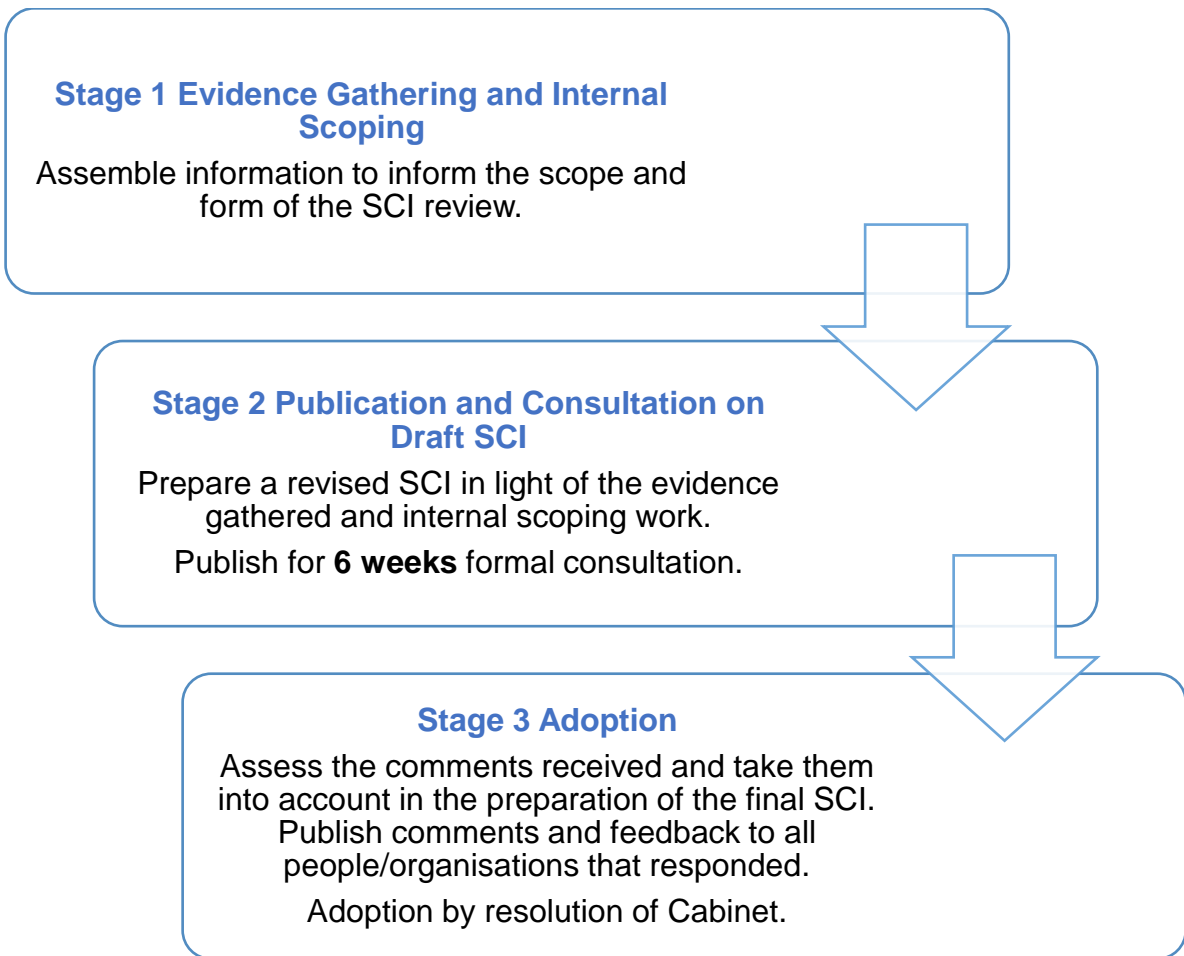 Stage 1 Evidence Gathering and Internal
Scoping
Assemble information to inform the scope and
form of the SCI review.
Stage 2 Publication and Consultation on
Draft SCI
Prepare a revised SCI in light of the evidence
gathered and internal scoping work.
Publish for 6 weeks formal consultation.
Stage 3 Adoption
Assess the comments received and take them
into account in the preparation of the final SCI.
Publish comments and feedback to all
people/organisations that responded.
Adoption by resolution of Cabinet.